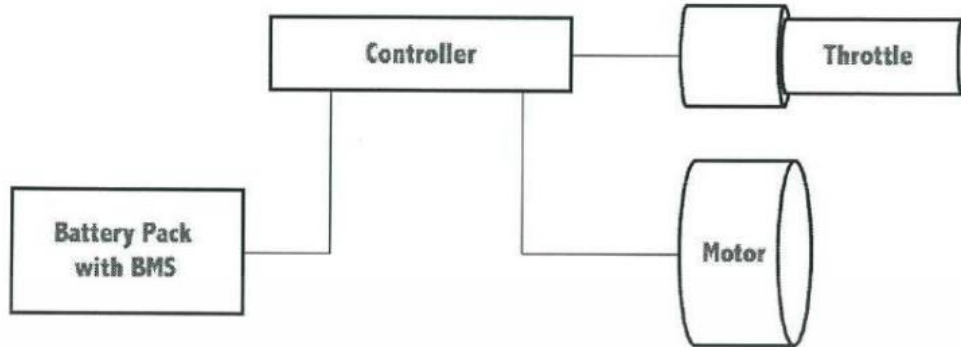 Controller
Throttle
Battery Pack
with BMS
Motor